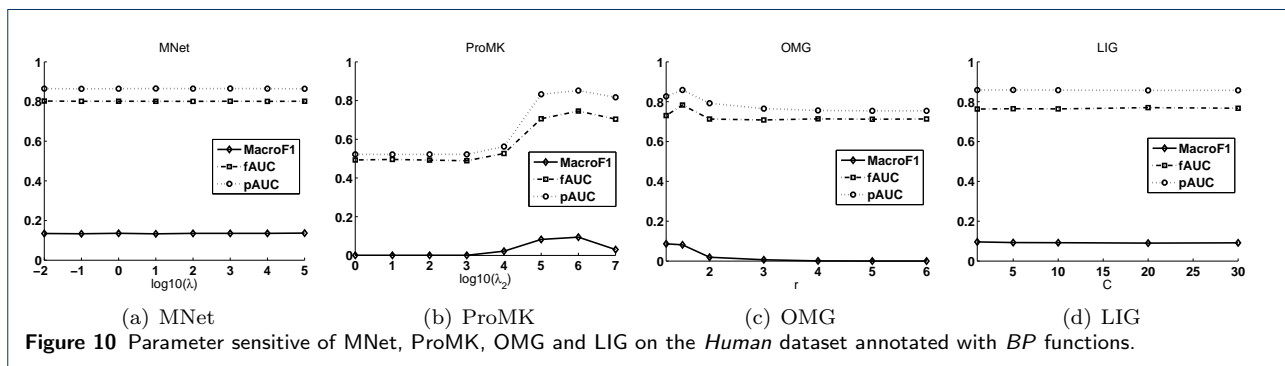 MNet
1
0.8
0.6
0.4
0.2
0
−2 −1 0 1 2 3 4 5
log10(λ)
MacroF1
fAUC
pAUC
(a) MNet
ProMK
1
0.8
0.6
0.4
0.2
0
0 1 2 3 4 5 6 7
log10(λ₂)
MacroF1
fAUC
pAUC
(b) ProMK
OMG
1
0.8
0.6
0.4
0.2
0
2 3 4 5 6
r
MacroF1
fAUC
pAUC
(c) OMG
LIG
1
0.8
0.6
0.4
0.2
0
5 10 15 20 25 30
C
MacroF1
fAUC
pAUC
(d) LIG
Figure 10 Parameter sensitive of MNet, ProMK, OMG and LIG on the Human dataset annotated with BP functions.